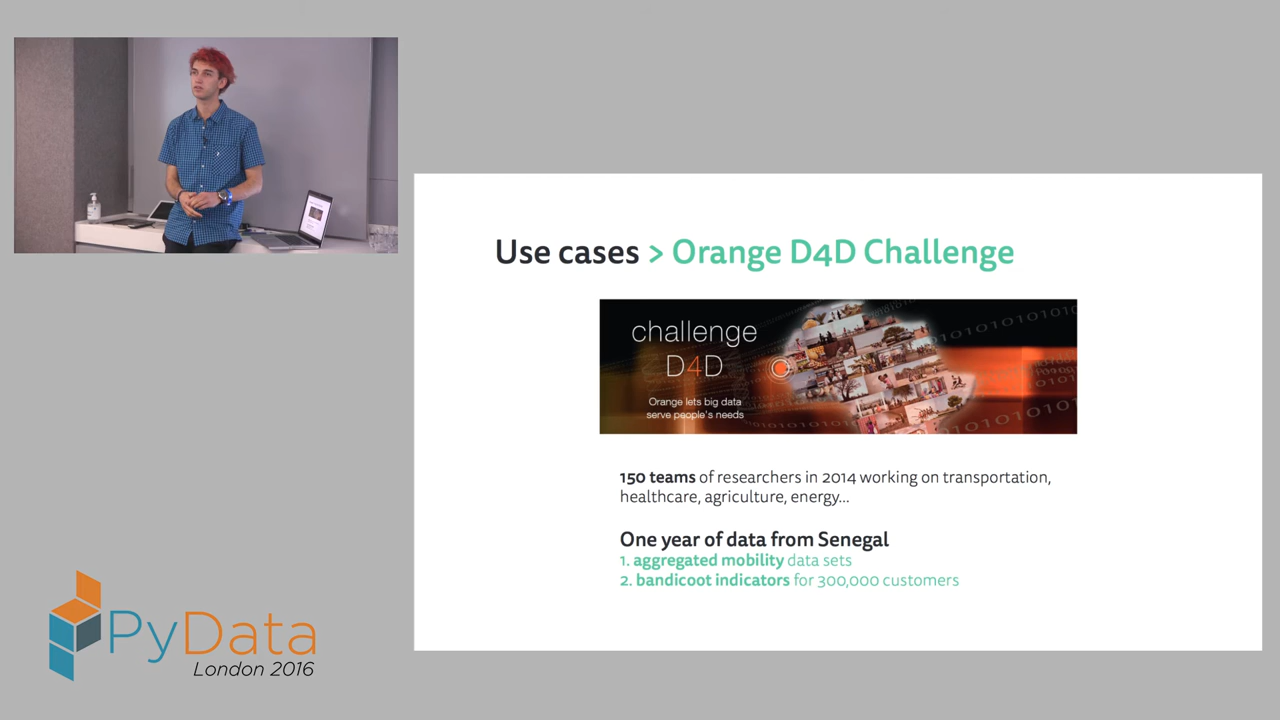 Use cases > Orange D4D Challenge
challenge
D4D
Orange lets big data
serve people's needs
150 teams of researchers in 2014 working on transportation,
healthcare, agriculture, energy...
One year of data from Senegal
1. aggregated mobility data sets
2. bandicoot indicators for 300,000 customers
PyData
London 2016